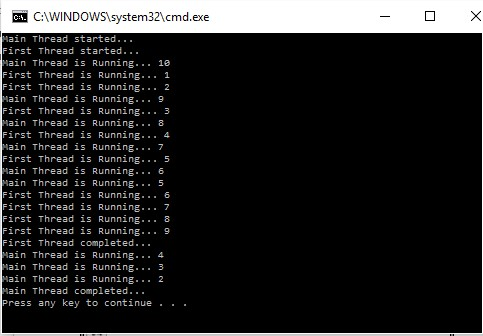 C:\WINDOWS\system32\cmd.exe
Main Thread started...
First Thread started...
Main Thread is Running... 10
First Thread is Running... 1
First Thread is Running... 2
Main Thread is Running... 9
First Thread is Running... 3
Main Thread is Running... 8
First Thread is Running... 4
Main Thread is Running... 7
First Thread is Running... 5
Main Thread is Running... 6
Main Thread is Running... 5
First Thread is Running... 6
First Thread is Running... 7
First Thread is Running... 8
First Thread is Running... 9
First Thread completed...
Main Thread is Running... 4
Main Thread is Running... 3
Main Thread is Running... 2
Main Thread completed...
Press any key to continue . . .